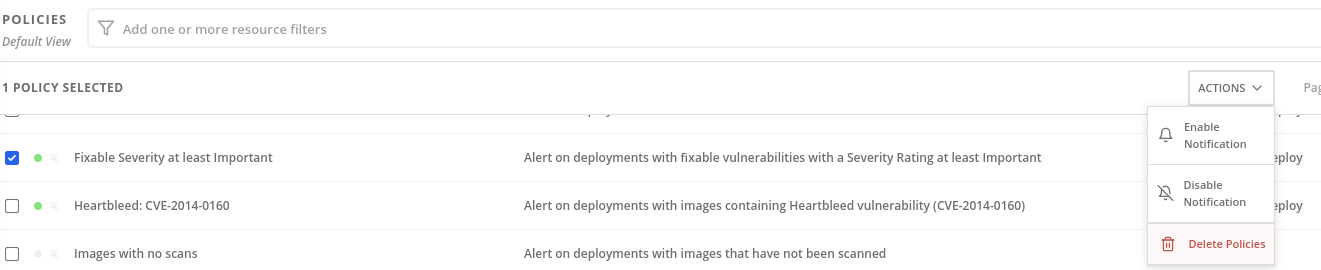 POLICIES
Default View
Add one or more resource filters
1 POLICY SELECTED
ACTIONS
Enable
Notification
Fixable Severity at least Important
Alert on deployments with fixable vulnerabilities with a Severity Rating at least Important
Disable
Notification
Heartbleed: CVE-2014-0160
Alert on deployments with images containing Heartbleed vulnerability (CVE-2014-0160)
Delete Policies
Images with no scans
Alert on deployments with images that have not been scanned